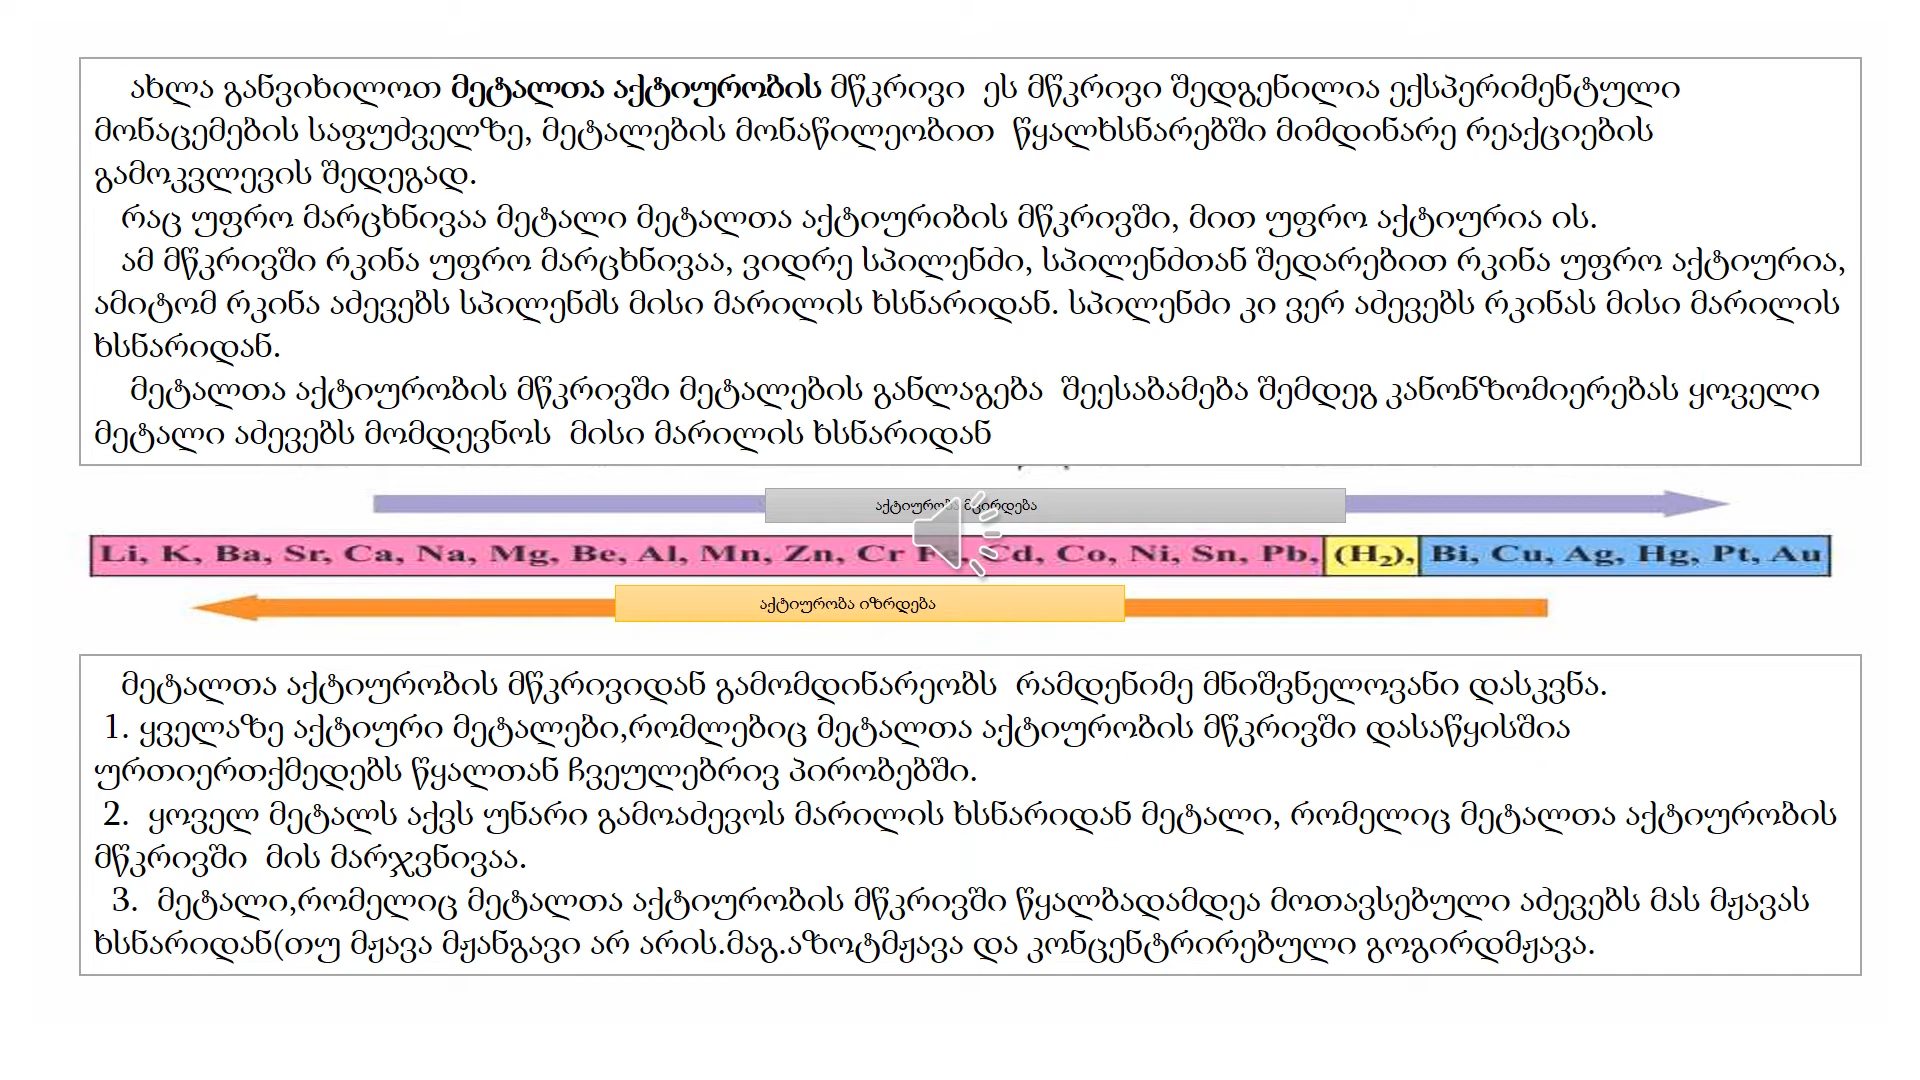 ახლა განვიხილოთ მეტალთა აქტიურობის მწკრივი ეს მწკრივი შედგენილია ექსპერიმენტული
მონაცემების საფუძველზე, მეტალების მონაწილეობით წყალხსნარებში მიმდინარე რეაქციების
გამოკვლევის შედეგად.
რაც უფრო მარცხნივაა მეტალი მეტალთა აქტიურიბის მწკრივში, მით უფრო აქტიურია ის.
ამ მწკრივში რკინა უფრო მარცხნივაა, ვიდრე სპილენძი, სპილენმთან შედარებით რკინა უფრო აქტიურია,
ამიტომ რკინა აძევებს სპილენძს მისი მარილის ხსნარიდან. სპილენძი კი ვერ აძევებს რკინას მისი მარილის
ხსნარიდან.
მეტალთა აქტიურობის მწკრივში მეტალების განლაგება შეესაბამება შემდეგ კანონზომიერებას ყოველი
მეტალი აძევებს მომდევნოს მისი მარილის ხსნარიდან
აქტიურობა მცირდება
Li, K, Ba, Sr, Ca, Na, Mg, Be, Al, Mn, Zn, Cr Fe, Cd, Co, Ni, Sn, Pb, (H₂), Bi, Cu, Ag, Hg, Pt, Au
აქტიურობა იზრდება
მეტალთა აქტიურობის მწკრივიდან გამომდინარეობს რამდენიმე მნიშვნელოვანი დასკვნა.
1. ყველაზე აქტიური მეტალები,რომლებიც მეტალთა აქტიურობის მწკრივში დასაწყისშია
ურთიერთქმედებს წყალთან ჩვეულებრივ პირობებში.
2. ყოველ მეტალს აქვს უნარი გამოაძევოს მარილის ხსნარიდან მეტალი, რომელიც მეტალთა აქტიურობის
მწკრივში მის მარჯვნივაა.
3. მეტალი,რომელიც მეტალთა აქტიურობის მწკრივში წყალბადამდეა მოთავსებული აძევებს მას მჟავას
ხსნარიდან(თუ მჟავა მჟანგავი არ არის.მაგ.აზოტმჟავა და კონცენტრირებული გოგირდმჟავა.